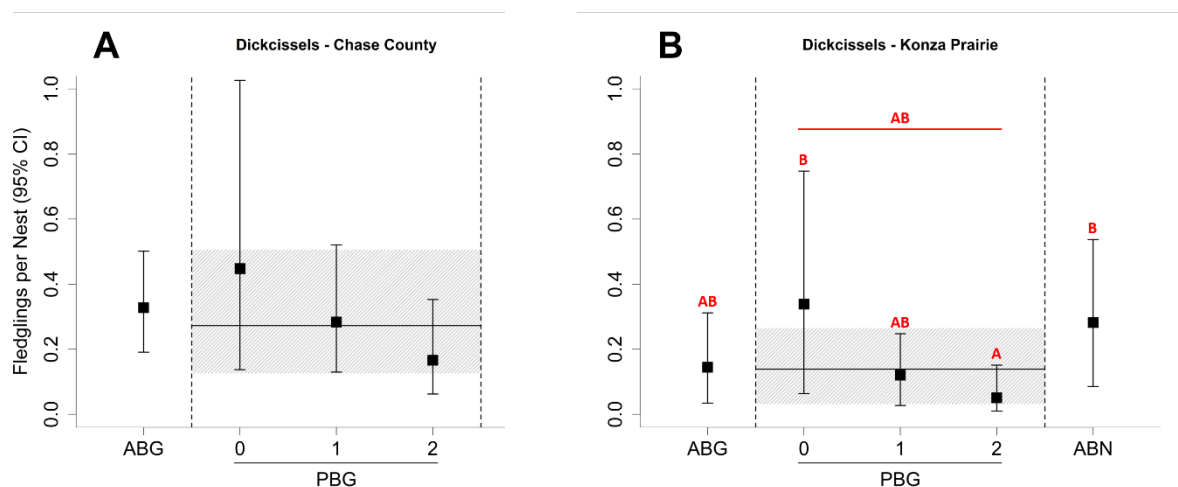 A
Dickcissels - Chase County
Fledglings per Nest (95% CI)
1.0
0.8
0.6
0.4
0.2
0.0
ABG
0
1
2
PBG
B
Dickcissels - Konza Prairie
1.0
0.8
0.6
0.4
0.2
0.0
AB
B
AB
AB
A
B
ABG
0
1
2
ABN
PBG